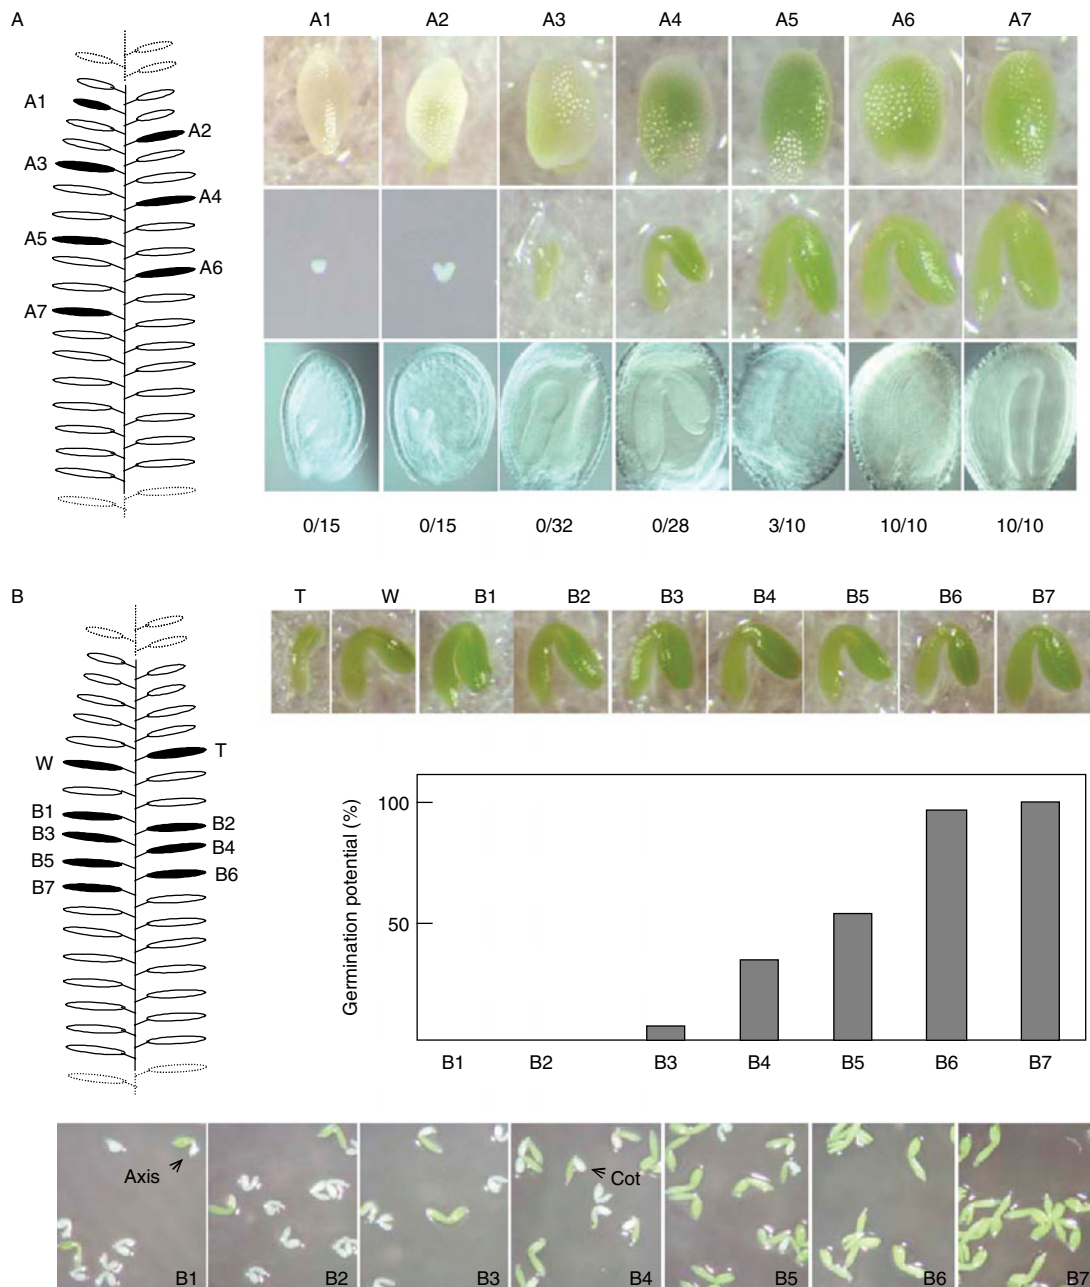 A
A1 A2 A3 A4 A5 A6 A7
A1
A2
A3
A4
A5
A6
A7
0/15 0/15 0/32 0/28 3/10 10/10 10/10
B
T W B1 B2 B3 B4 B5 B6 B7
T
W
B1
B2
B3
B4
B5
B6
B7
Germination potential (%)
100
50
B1 B2 B3 B4 B5 B6 B7
Axis
Cot
B1 B2 B3 B4 B5 B6 B7